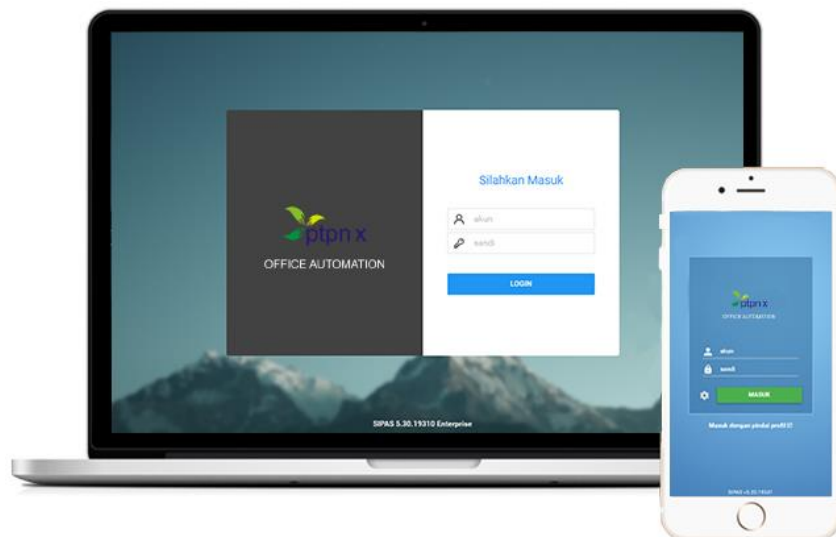 Silahkan Masuk
akun
sandi
LOGIN
ptpn x
OFFICE AUTOMATION
SIPAS 5.30.19310 Enterprise
ptpn x
OFFICE AUTOMATION
akun
sandi
MASUK
Masuk dengan pindai profil